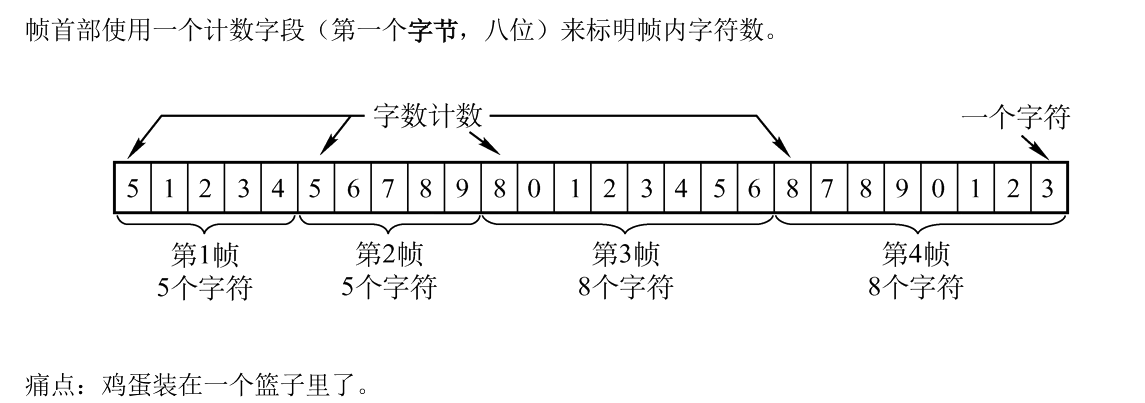 帧首部使用一个计数字段（第一个字节，八位）来标明帧内字符数。
字数计数
一个字符
5 1 2 3 4 5 6 7 8 9 8 0 1 2 3 4 5 6 8 7 8 9 0 1 2 3
第1帧 第2帧 第3帧 第4帧
5个字符 5个字符 8个字符 8个字符
痛点：鸡蛋装在一个篮子里了。